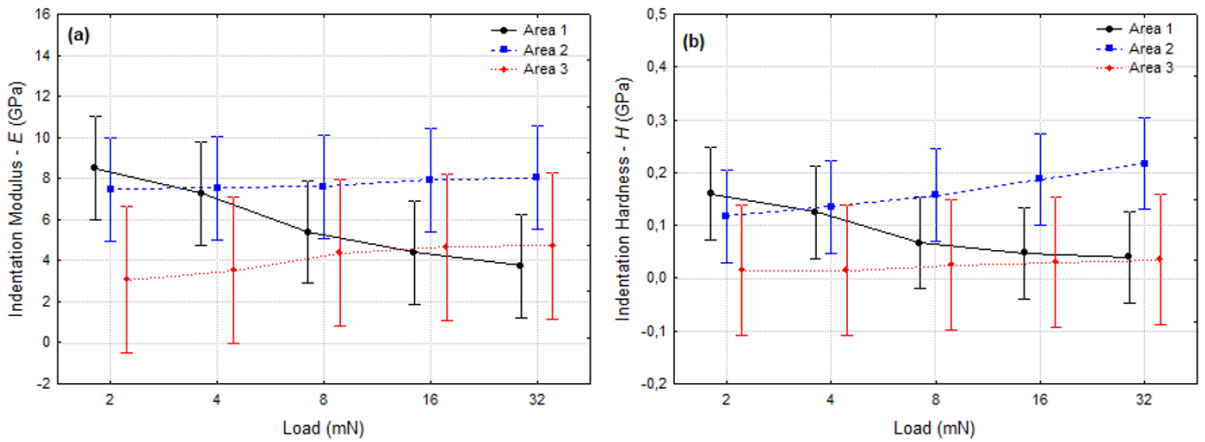 (a)
Area 1
Area 2
Area 3
Indentation Modulus - E (GPa)
16
14
12
10
8
6
4
2
0
-2
2
4
8
16
32
Load (mN)
(b)
Area 1
Area 2
Area 3
Indentation Hardness - H (GPa)
0,5
0,4
0,3
0,2
0,1
0,0
-0,1
-0,2
2
4
8
16
32
Load (mN)